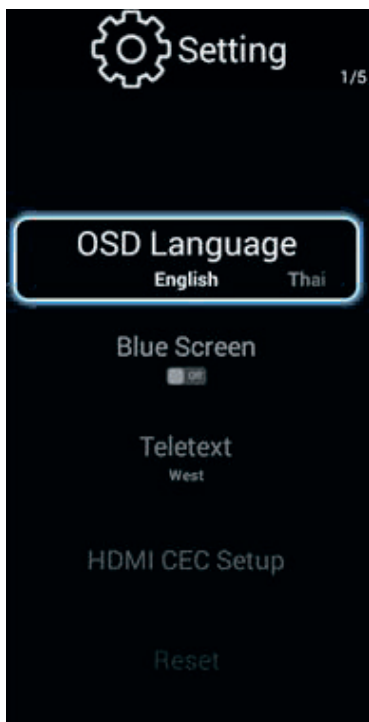 Setting
1/5
OSD Language
English Thai
Blue Screen
Off
Teletext
West
HDMI CEC Setup
Reset